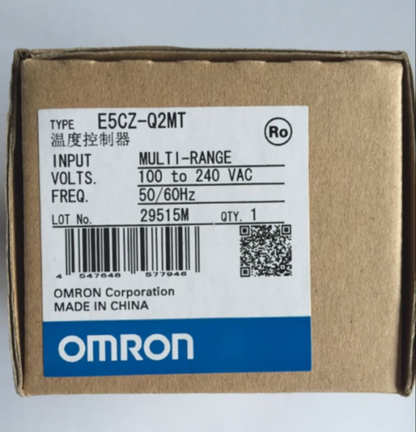 TYPE E5CZ-Q2MT
温度控制器
Ro
INPUT MULTI-RANGE
VOLTS. 100 to 240 VAC
FREQ. 50/60Hz
LOT No. 29515M QTY. 1
4 547648 577946
OMRON Corporation
MADE IN CHINA
OMRON